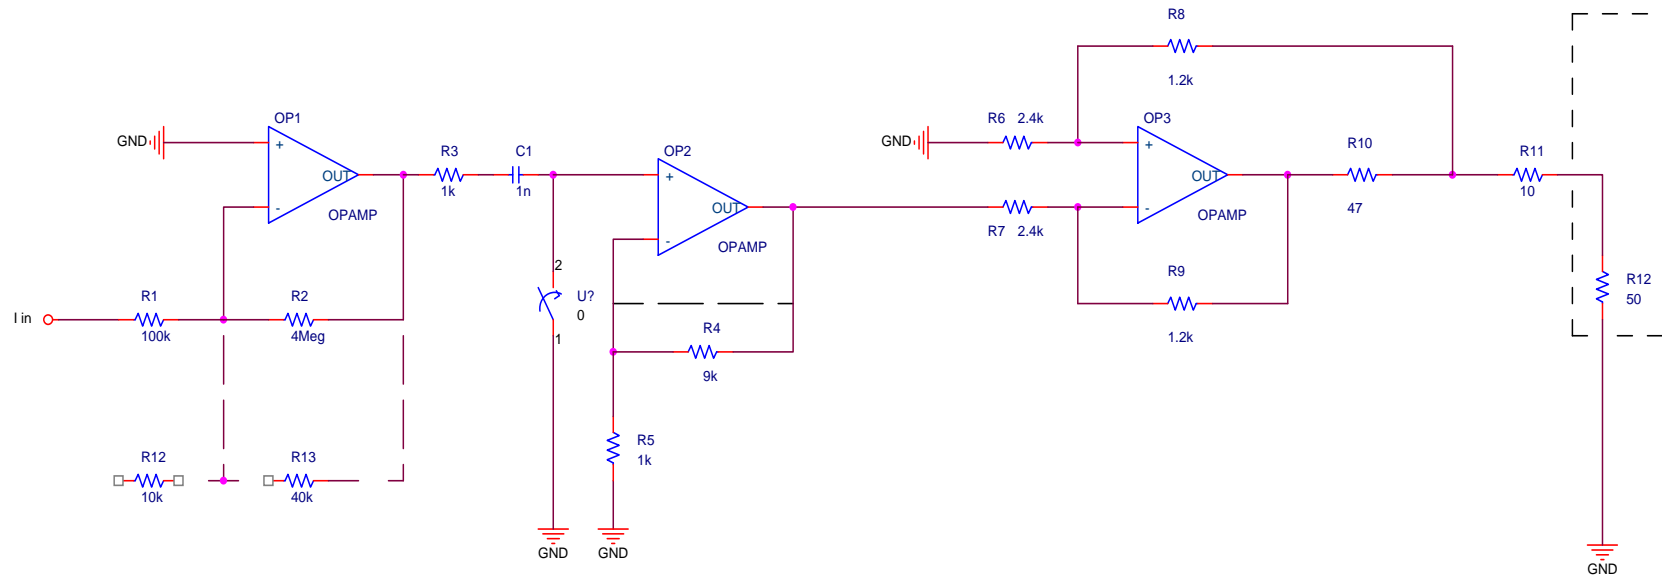 R8
1.2k
OP1
GND
+
OUT
-
OPAMP
R3
1k
C1
1n
OP2
+
OUT
-
OPAMP
GND
R6 2.4k
OP3
+
OUT
-
OPAMP
R7 2.4k
R10
47
R11
10
R9
1.2k
R12
50
I in
R1
100k
R2
4Meg
2
U?
0
1
R4
9k
R5
1k
R12
10k
R13
40k
GND
GND
GND